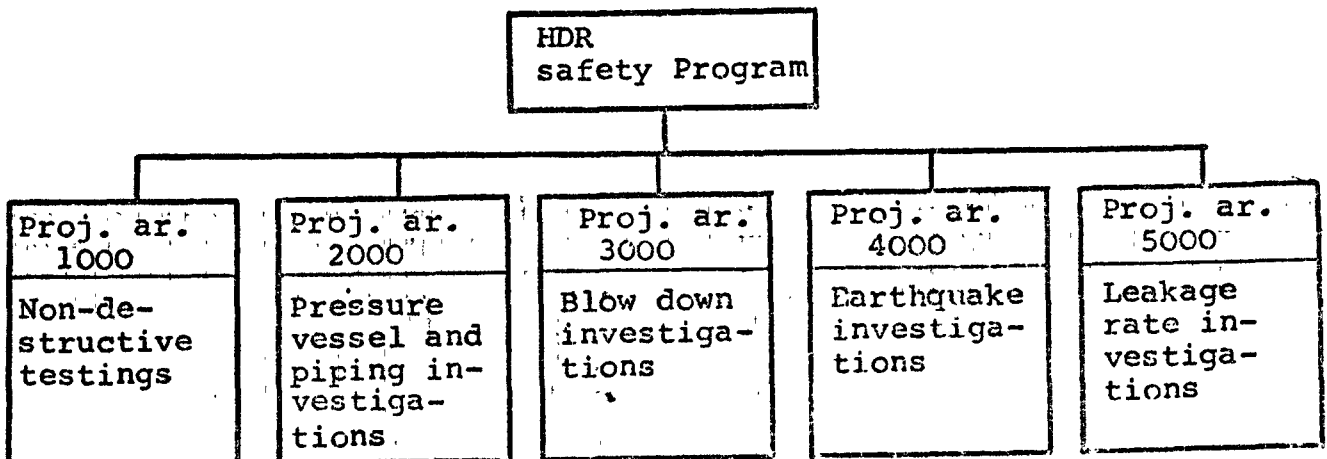 HDR
safety Program
Proj. ar.
1000
Non-de-
structive
testings
Proj. ar.
2000
Pressure
vessel and
piping in-
vestiga-
tions.
Proj. ar.
3000
Blow down
investiga-
tions
Proj. ar.
4000
Earthquake
investiga-
tions
Proj. ar.
5000
Leakage
rate in-
vestiga-
tions